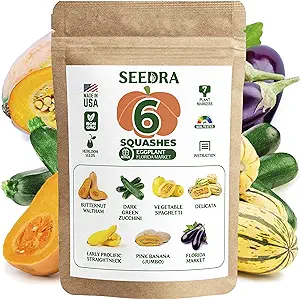 SEEDRA
MADE IN
USA
NON
GMO
HEIRLOOM
SEEDS
6
SQUASHES
EGGPLANT
FLORIDA MARKET
7
PLANT
MARKERS
INSTRUCTION
BUTTERNUT
WALTHAM
DARK
GREEN
ZUCCHINI
VEGETABLE
SPAGHETTI
DELICATA
EARLY PROLIFIC
STRAIGHTNECK
PINK BANANA
(JUMBO)
FLORIDA
MARKET